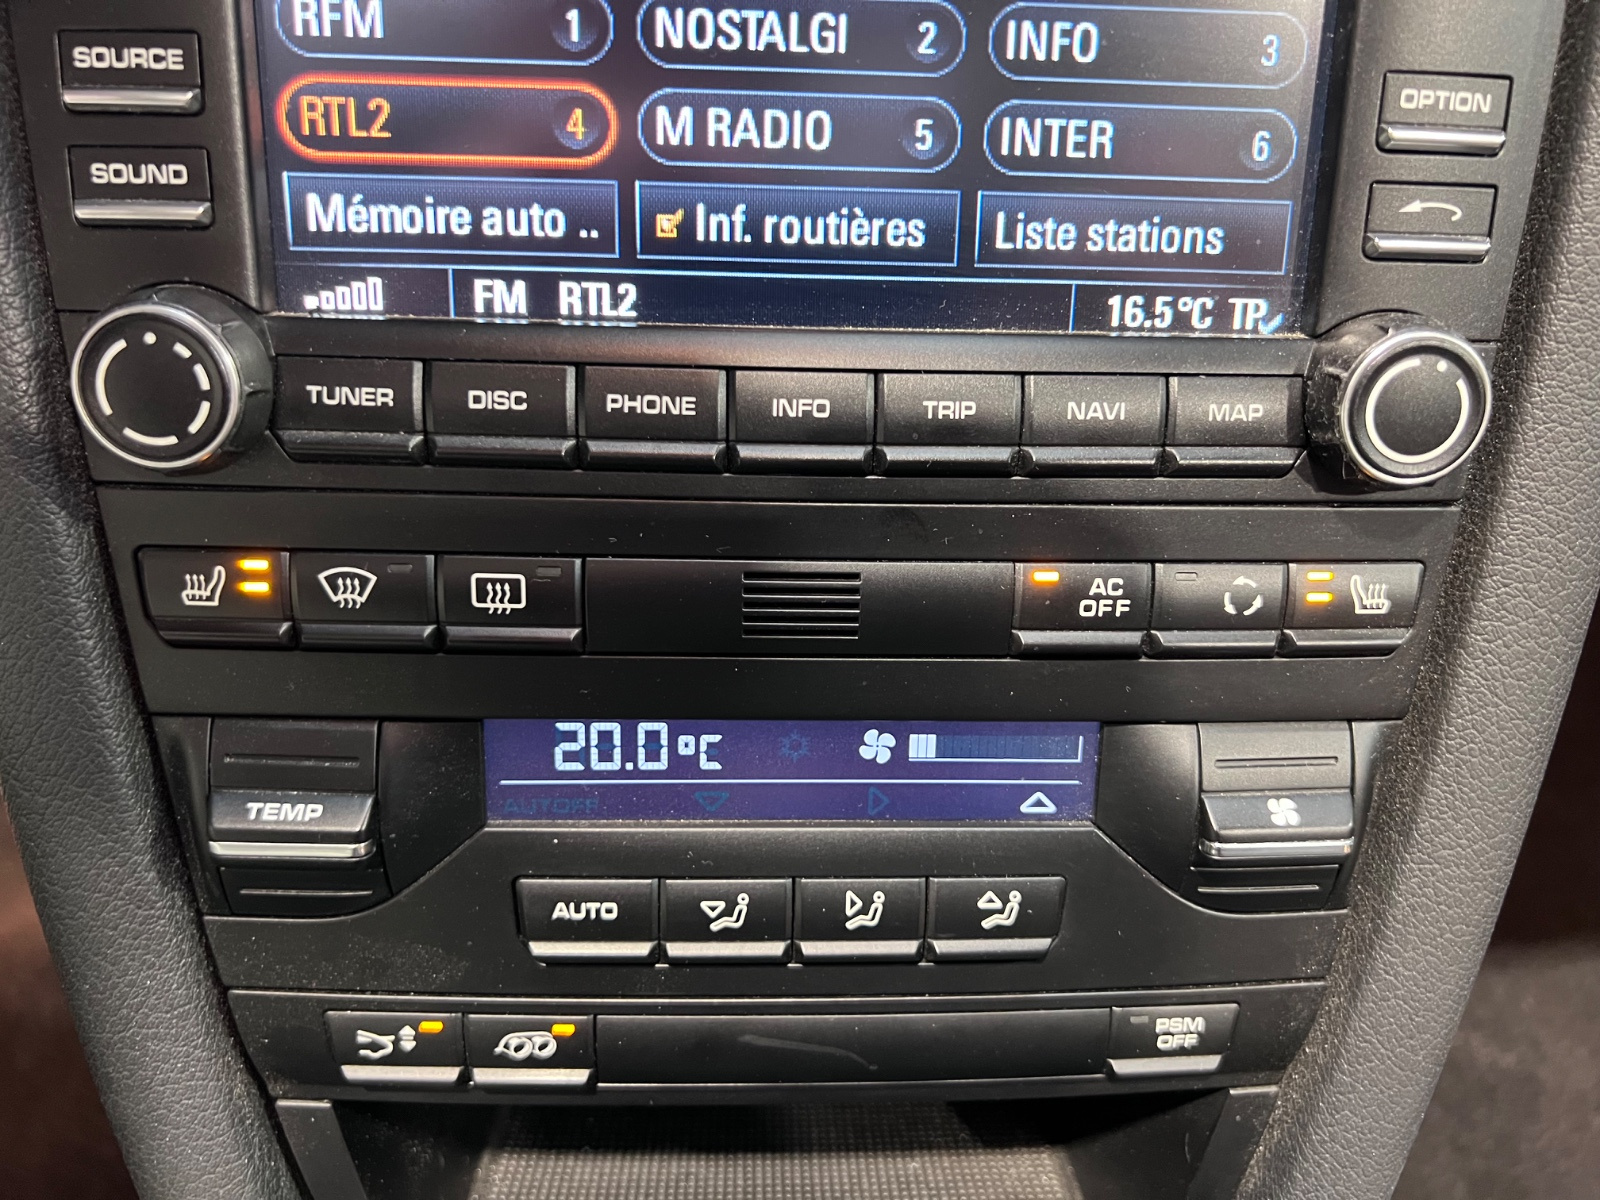 SOURCE
RFM 1
NOSTALGI 2
INFO 3
OPTION
SOUND
RTL2 4
M RADIO 5
INTER 6
Mémoire auto ..
Inf. routières
Liste stations
FM RTL2
16.5°C TP
TUNER
DISC
PHONE
INFO
TRIP
NAVI
MAP
AC
OFF
20.0°C
AUTOFF
TEMP
AUTO
PSM
OFF